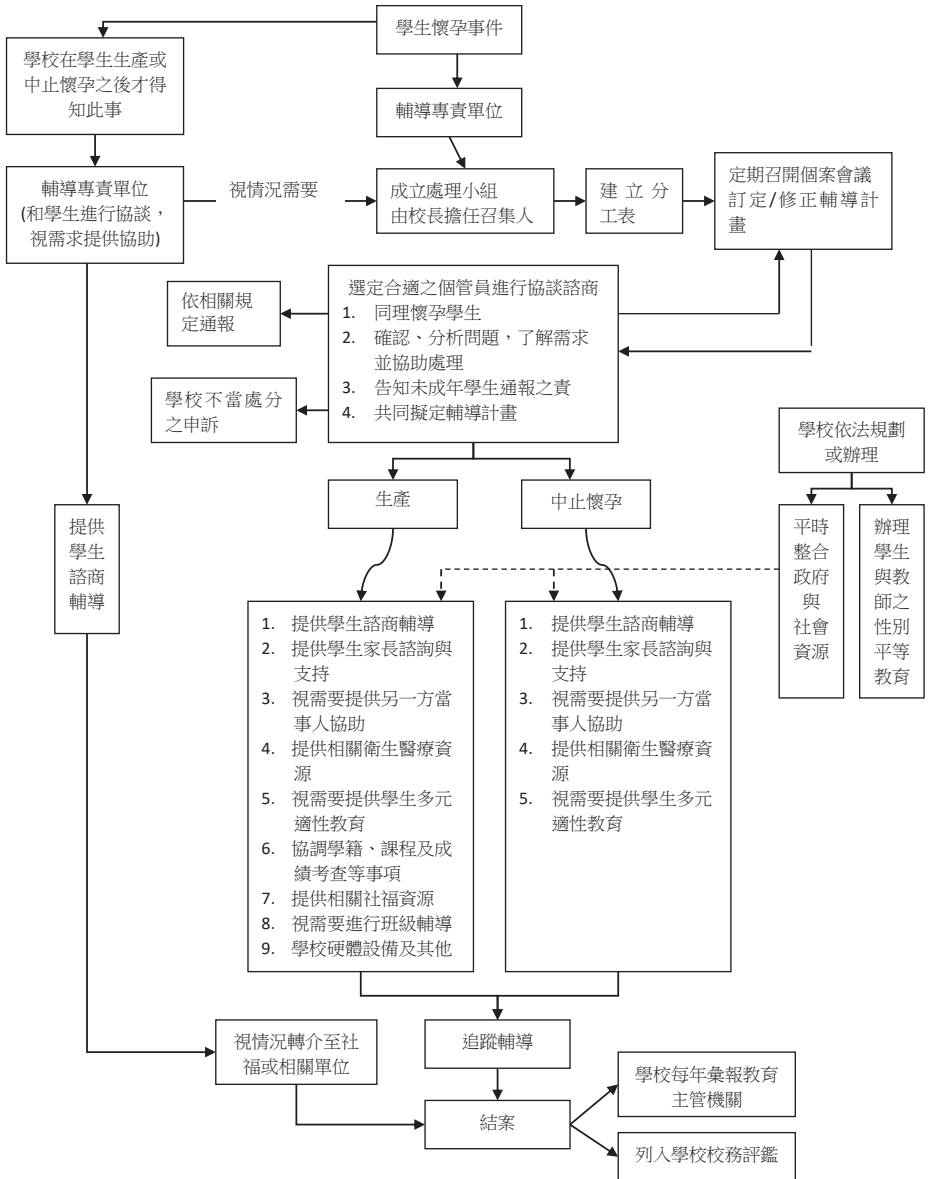 學生懷孕事件
學校在學生生產或
中止懷孕之後才得
知此事
輔導專責單位
輔導專責單位
(和學生進行協談，
視需求提供協助)
視情況需要
成立處理小組
由校長擔任召集人
建立分
工表
定期召開個案會議
訂定/修正輔導計
畫
依相關規
定通報
選定合適之個管員進行協談諮商
1. 同理懷孕學生
2. 確認、分析問題，了解需求
並協助處理
3. 告知未成年學生通報之責
4. 共同擬定輔導計畫
學校不當處分
之申訴
學校依法規劃
或辦理
生產
中止懷孕
提供
學生
諮商
輔導
平時
整合
政府
與
社會
資源
辦理
學生
與教
師之
性別
平等
教育
1. 提供學生諮商輔導
2. 提供學生家長諮詢與
支持
3. 視需要提供另一方當
事人協助
4. 提供相關衛生醫療資
源
5. 視需要提供學生多元
適性教育
6. 協調學籍、課程及成
績考查等事項
7. 提供相關社福資源
8. 視需要進行班級輔導
9. 學校硬體設備及其他
1. 提供學生諮商輔導
2. 提供學生家長諮詢與
支持
3. 視需要提供另一方當
事人協助
4. 提供相關衛生醫療資
源
5. 視需要提供學生多元
適性教育
視情況轉介至社
福或相關單位
追蹤輔導
結案
學校每年彙報教育
主管機關
列入學校校務評鑑